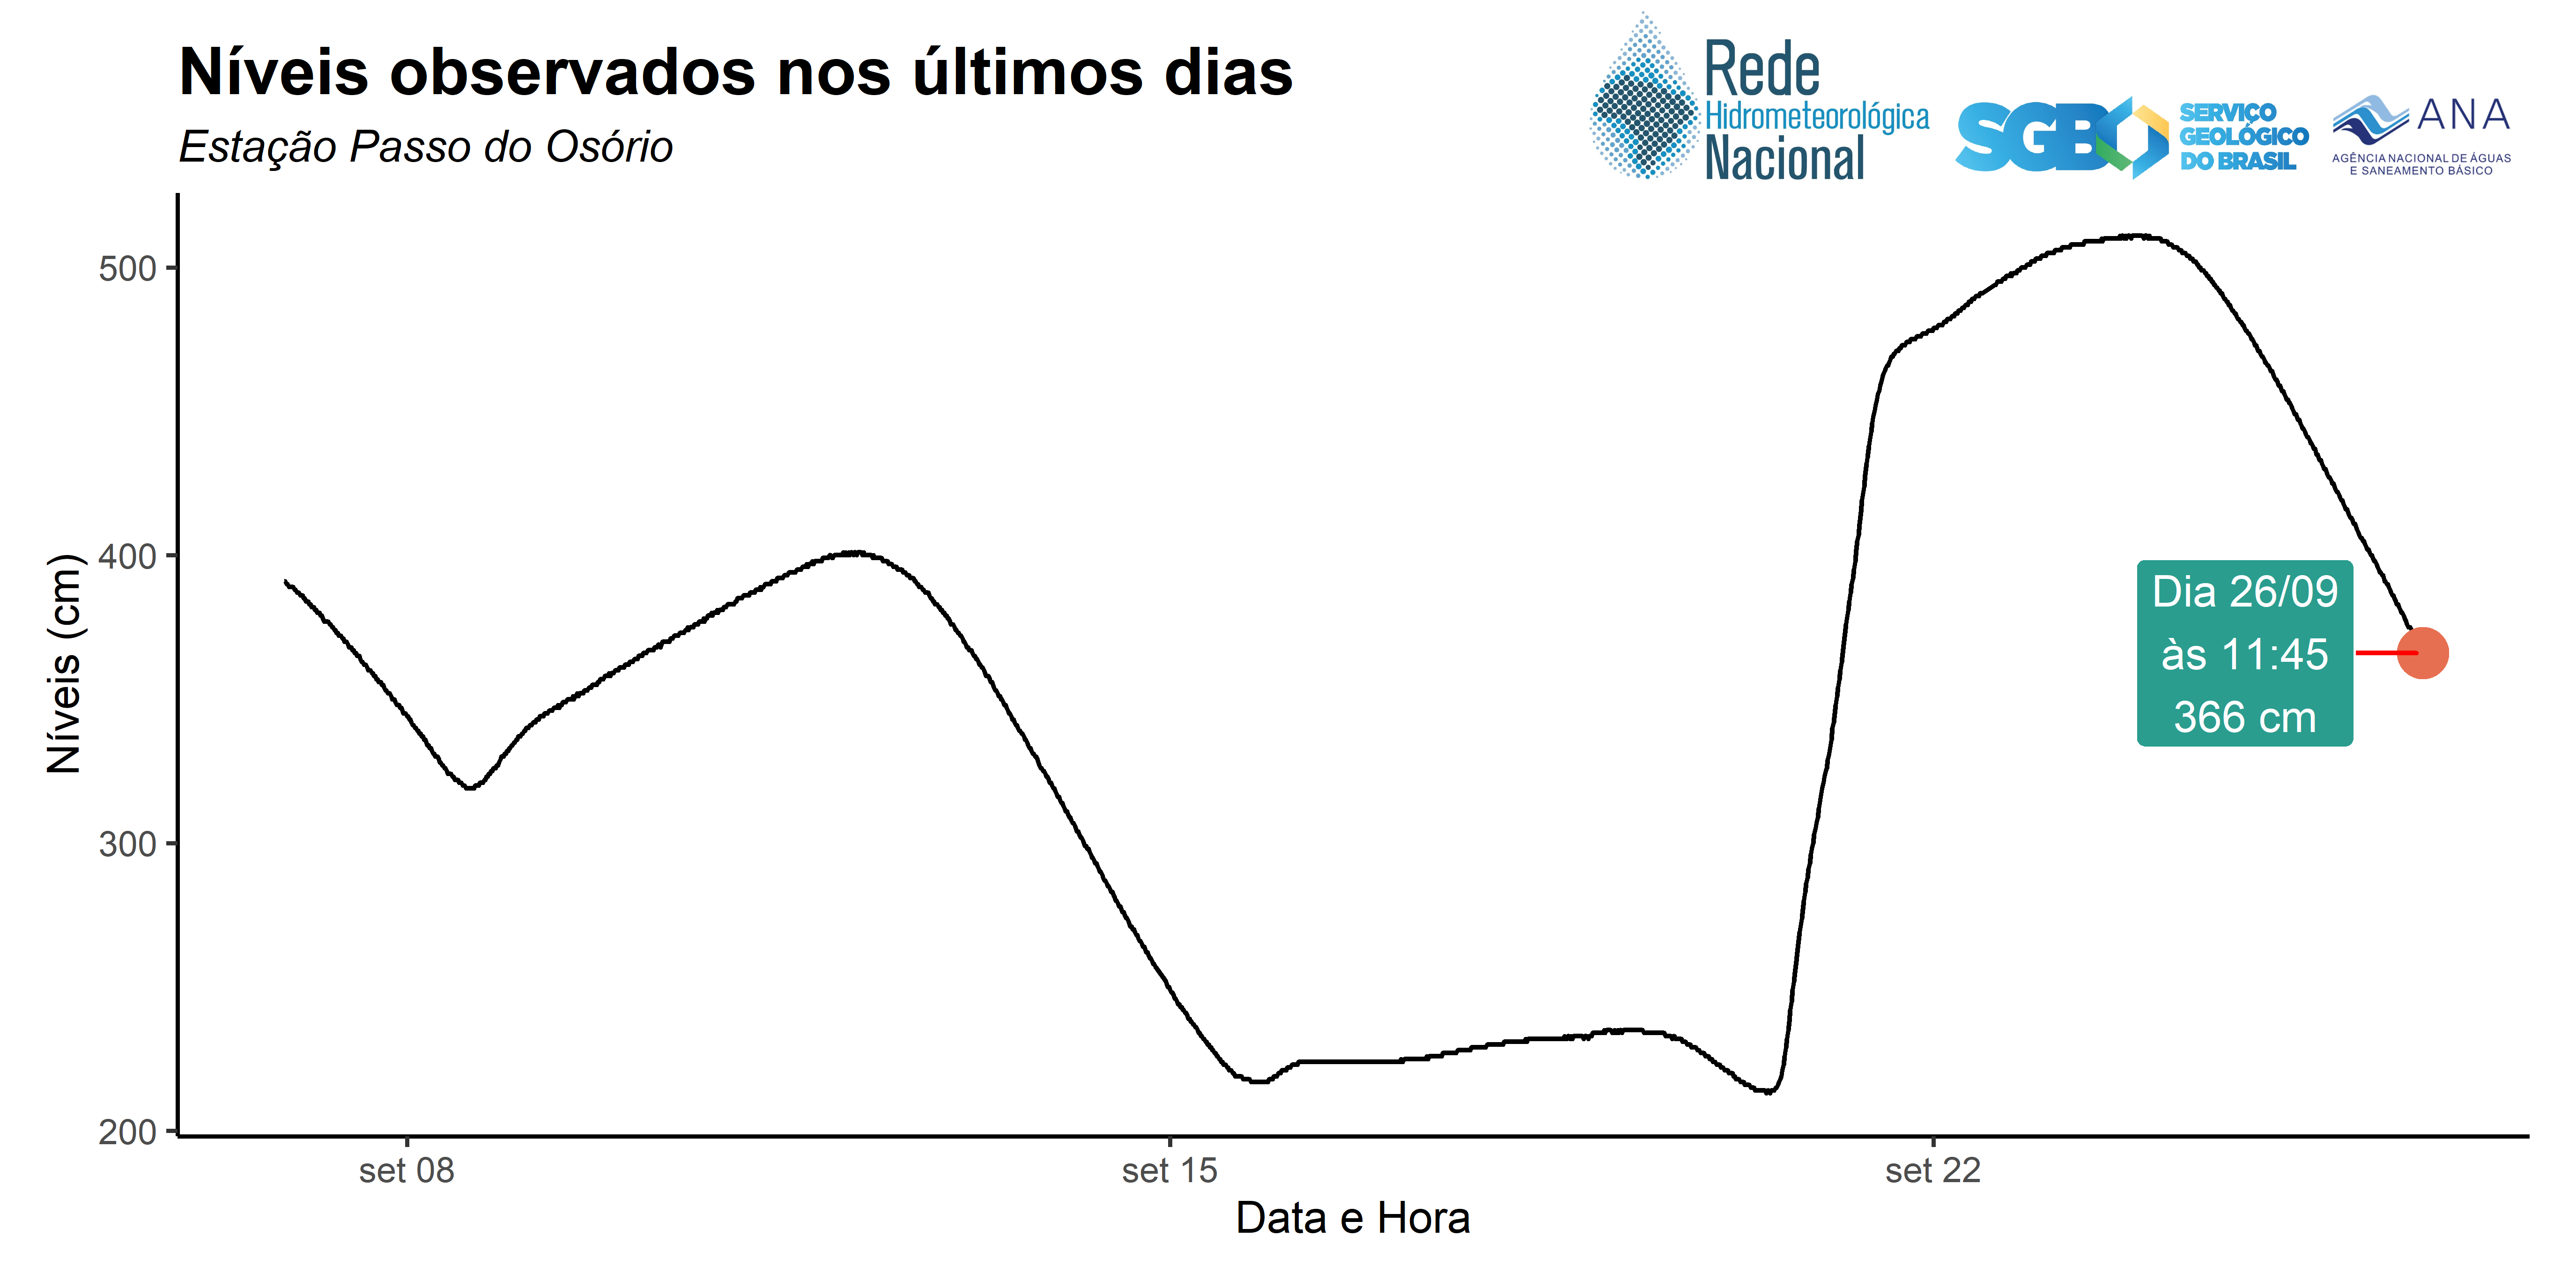 Níveis observados nos últimos dias
Estação Passo do Osório
Rede
Hidrometeorológica
Nacional
SGB
SERVIÇO
GEOLÓGICO
DO BRASIL
ANA
AGÊNCIA NACIONAL DE ÁGUAS
E SANEAMENTO BÁSICO
Níveis (cm)
500
400
300
200
Dia 26/09
às 11:45
366 cm
set 08
set 15
set 22
Data e Hora